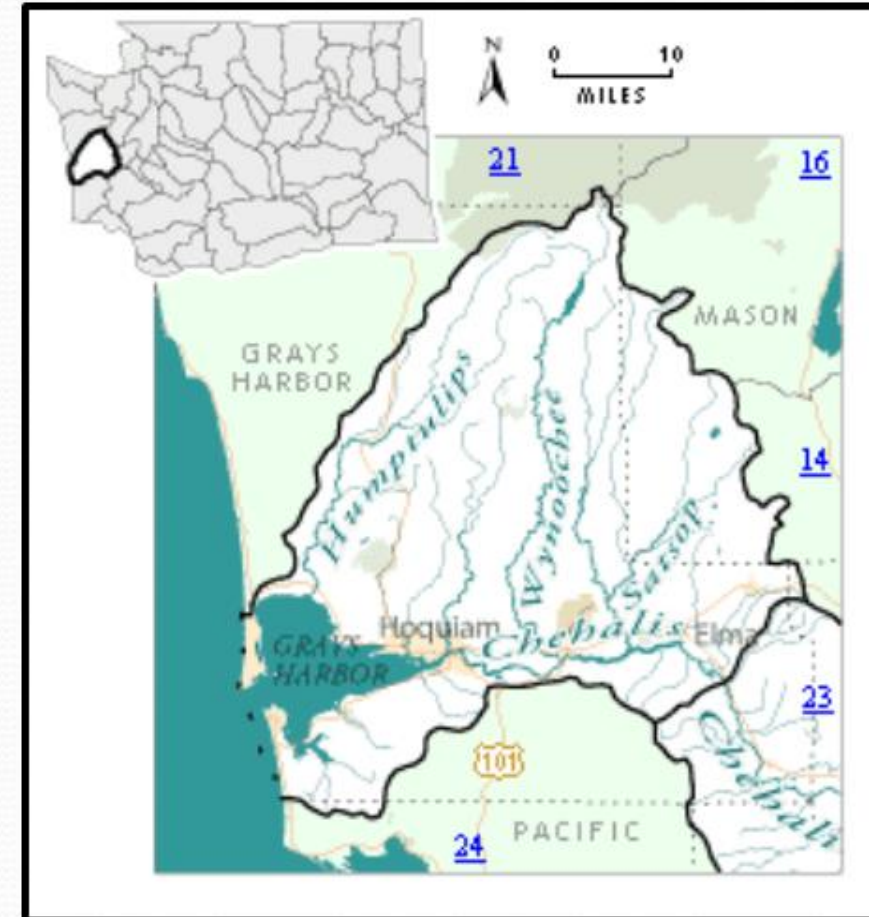 N
0 10
MILES
21
16
MASON
GRAYS
HARBOR
Humptulips
Wynoochee
14
Satsop
Hoquiam
Chehalis
Elma
GRAYS
HARBOR
23
Chehali
101
PACIFIC
24